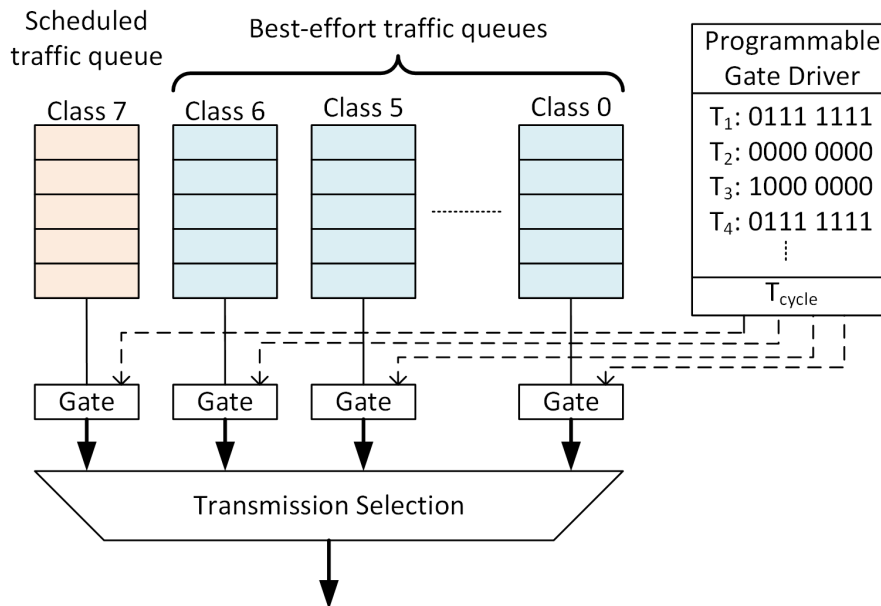 Scheduled
traffic queue
Best-effort traffic queues
Programmable
Gate Driver
Class 7
Class 6
Class 5
Class 0
T₁: 0111 1111
T₂: 0000 0000
T₃: 1000 0000
T₄: 0111 1111
T_cycle
Gate
Gate
Gate
Gate
Transmission Selection